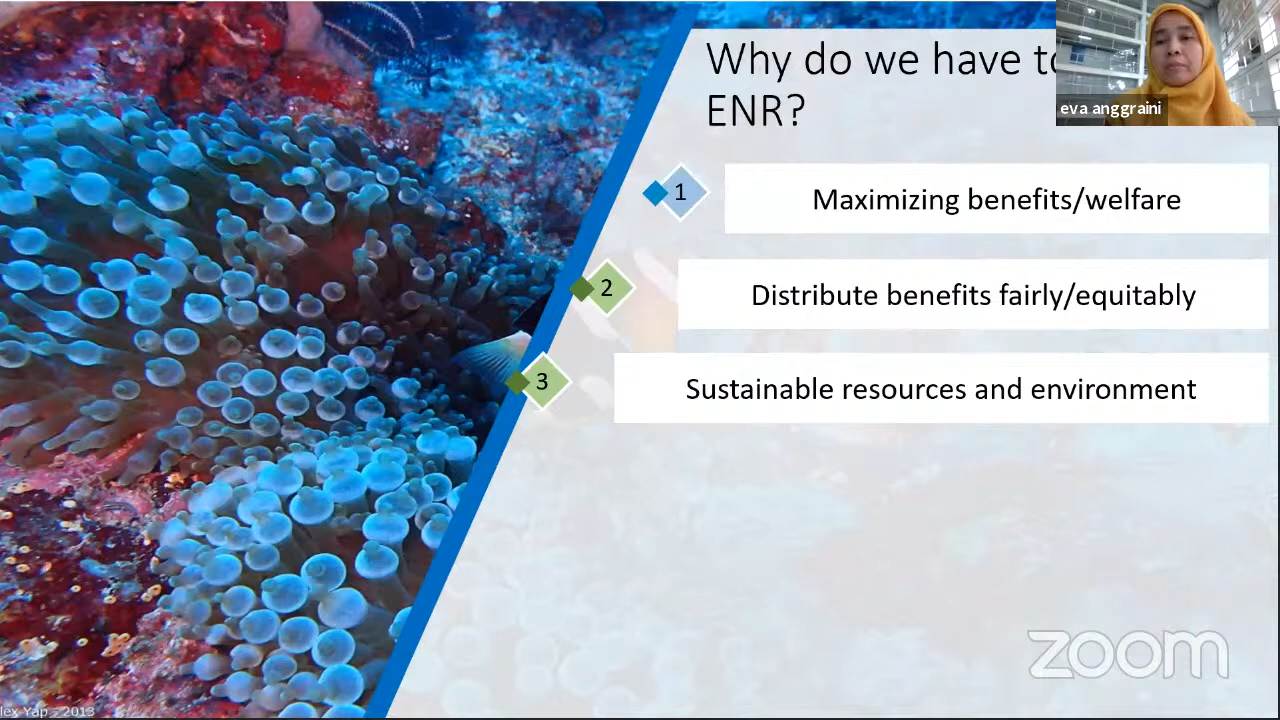 Why do we have to
ENR?
eva anggraini
1
Maximizing benefits/welfare
2
Distribute benefits fairly/equitably
3
Sustainable resources and environment
zoom
lex Yap - 2013